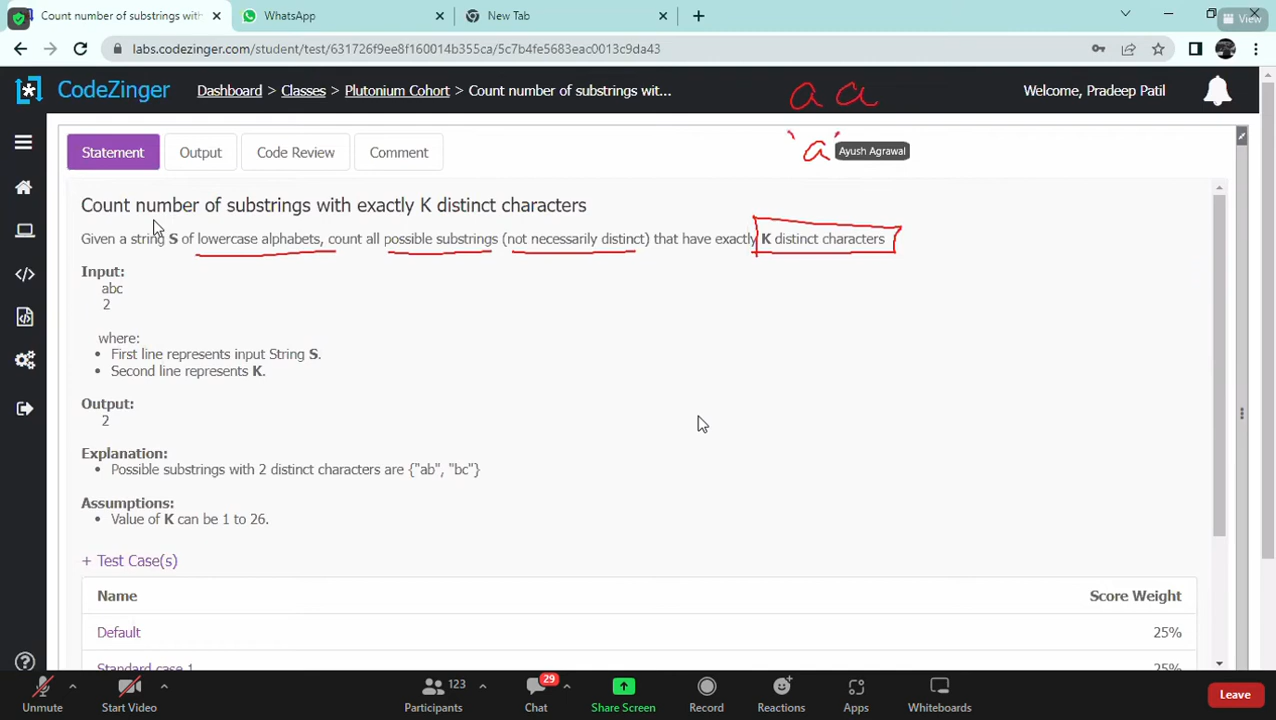 Count number of substrings with
WhatsApp
New Tab
View
labs.codezinger.com/student/test/631726f9ee8f160014b355ca/5c7b4fe5683eac0013c9da43
CodeZinger
Dashboard > Classes > Plutonium Cohort > Count number of substrings wit...
Welcome, Pradeep Patil
a a
Statement
Output
Code Review
Comment
'a'
Ayush Agrawal
Count number of substrings with exactly K distinct characters
Given a string S of lowercase alphabets, count all possible substrings (not necessarily distinct) that have exactly K distinct characters
Input:
abc
2
where:
• First line represents input String S.
• Second line represents K.
Output:
2
Explanation:
• Possible substrings with 2 distinct characters are {"ab", "bc"}
Assumptions:
• Value of K can be 1 to 26.
+ Test Case(s)
Name
Score Weight
Default
25%
Standard case 1
25%
123
29
Unmute
Start Video
Participants
Chat
Share Screen
Record
Reactions
Apps
Whiteboards
Leave